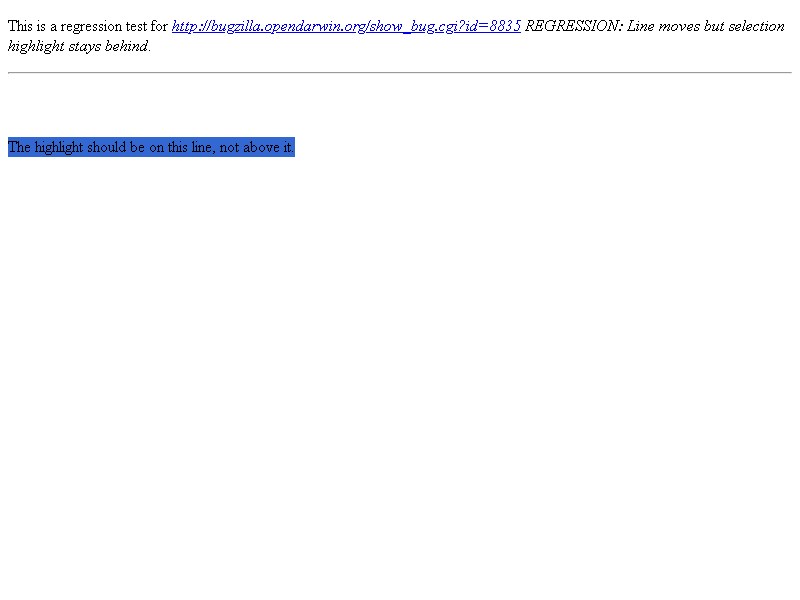 This is a regression test for http://bugzilla.opendarwin.org/show_bug.cgi?id=8835 REGRESSION: Line moves but selection
highlight stays behind.
The highlight should be on this line, not above it.